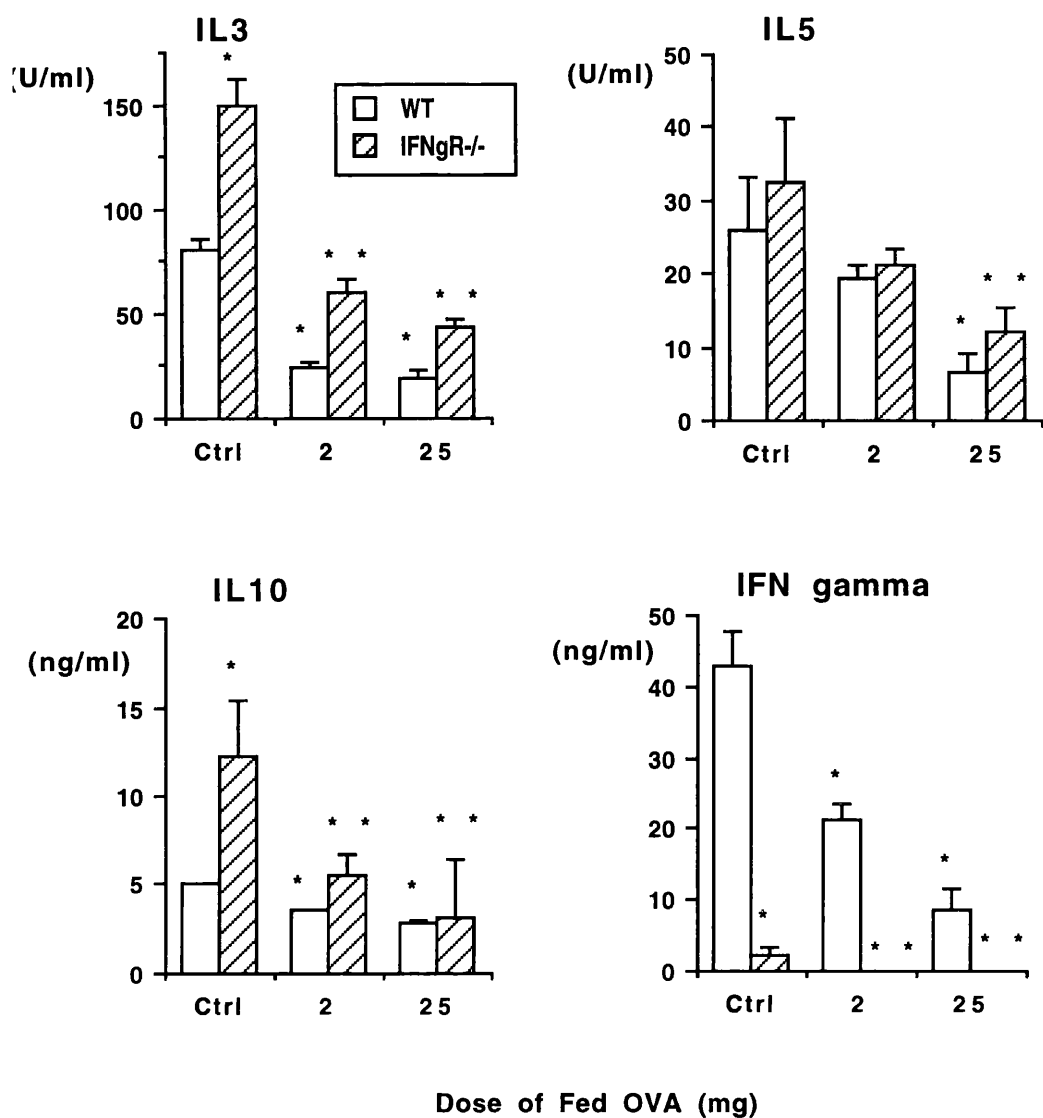 IL3
(U/ml)
*
WT
IFNgR-/-
150
100
50
0
* *
* *
*
*
Ctrl 2 25
IL5
(U/ml)
50
40
30
20
10
0
* *
*
Ctrl 2 25
IL10
(ng/ml)
20
15
10
5
0
*
* * * *
* *
Ctrl 2 25
IFN gamma
(ng/ml)
50
40
30
20
10
0
*
*
*
* * * *
Ctrl 2 25
Dose of Fed OVA (mg)